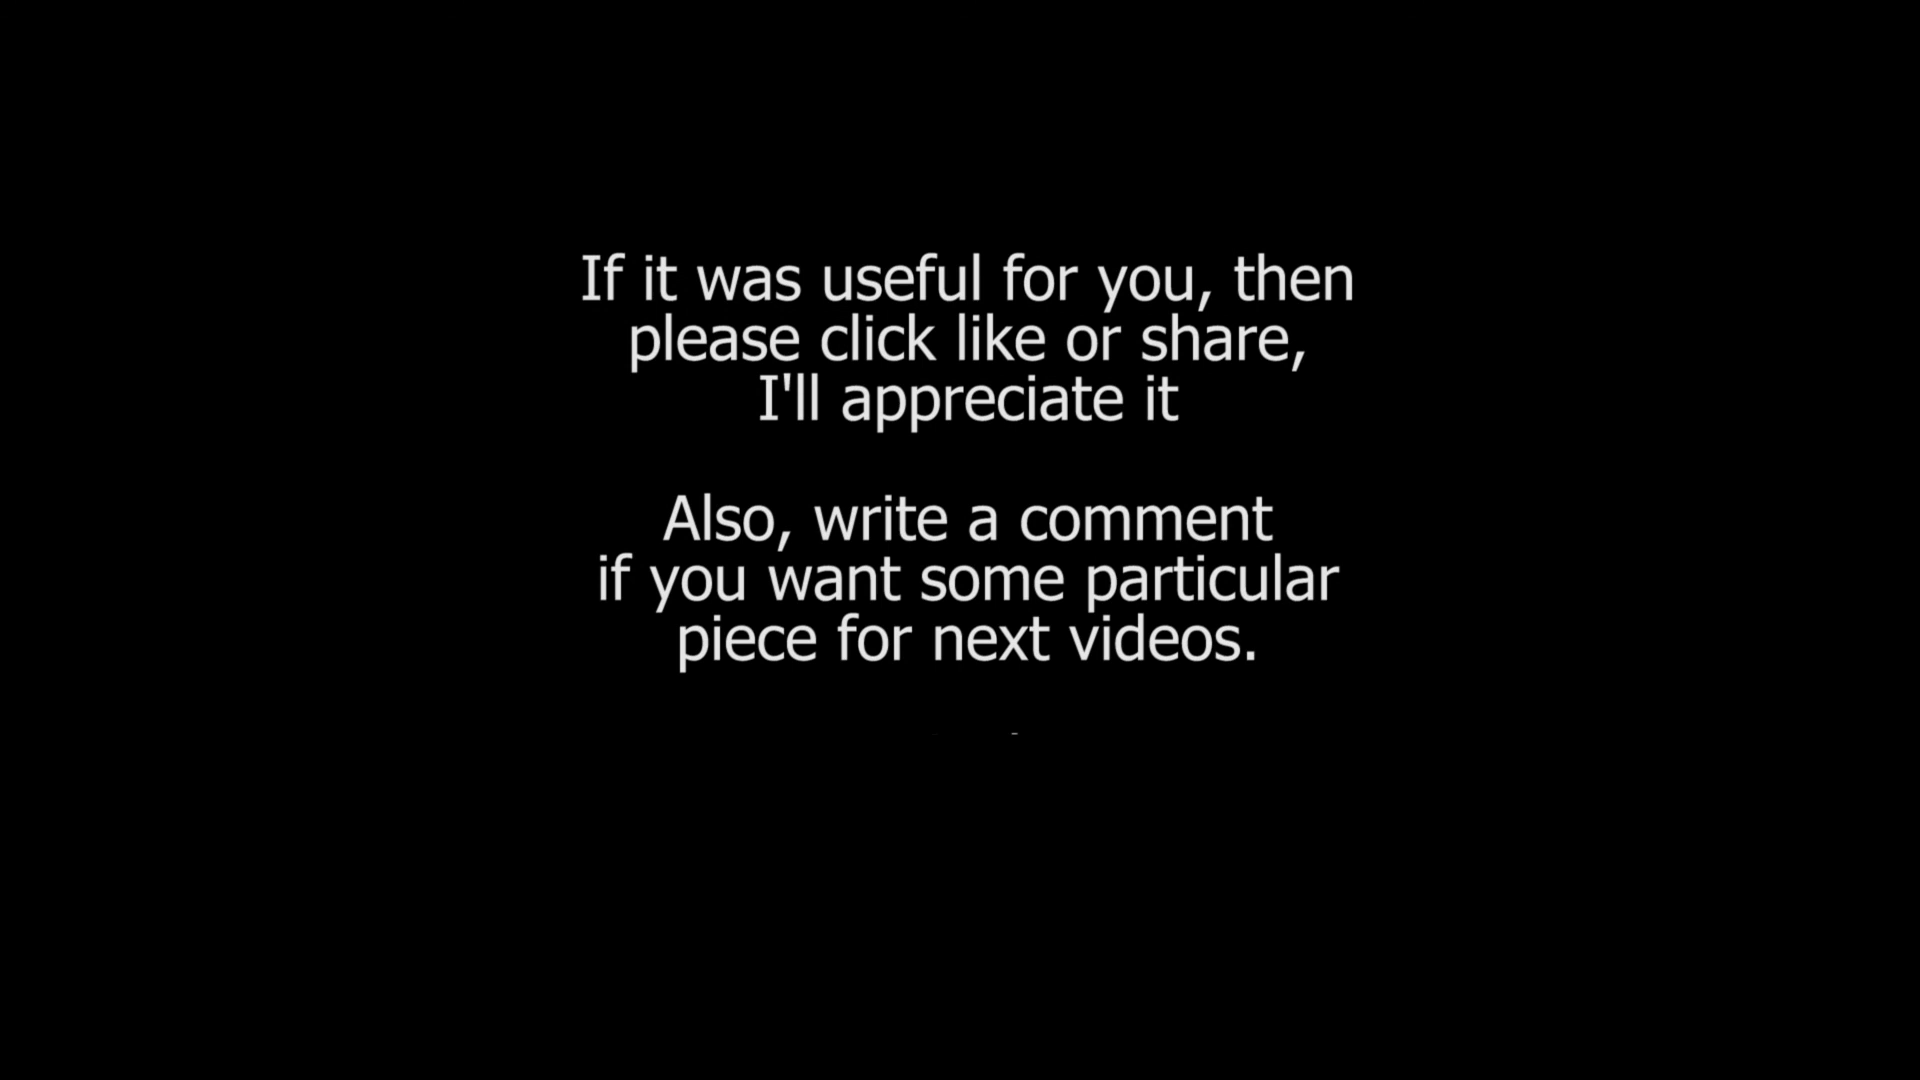 If it was useful for you, then
please click like or share,
I'll appreciate it
Also, write a comment
if you want some particular
piece for next videos.